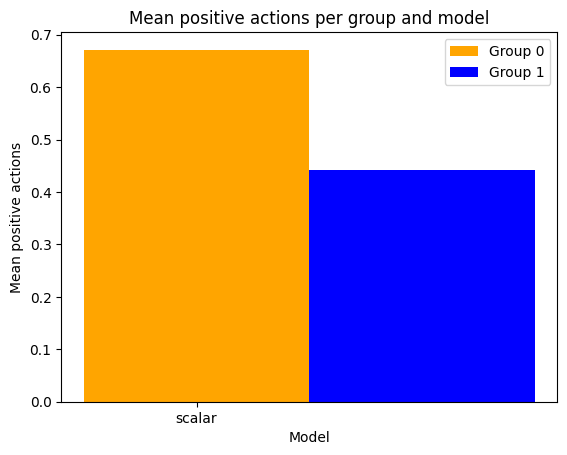 Mean positive actions per group and model
Group 0
Group 1
Mean positive actions
0.7
0.6
0.5
0.4
0.3
0.2
0.1
0.0
scalar
Model